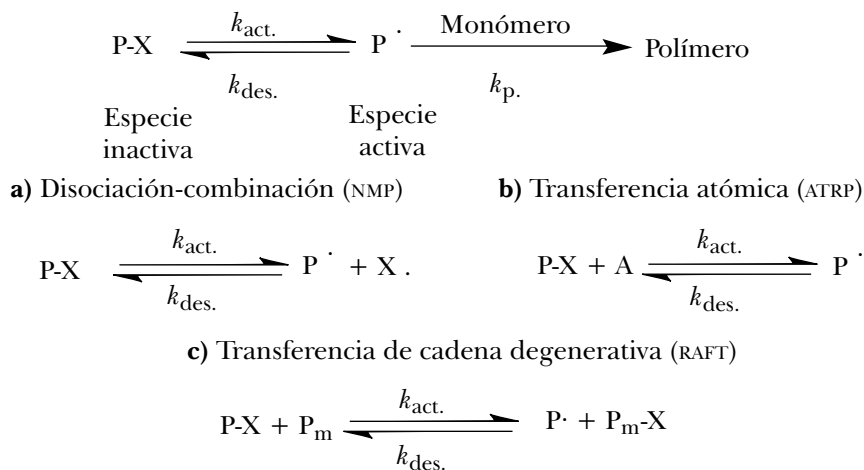 k_act. Monómero
P-X P · Polímero
k_des. k_p.
Especie Especie
inactiva activa
a) Disociación-combinación (NMP) b) Transferencia atómica (ATRP)
k_act. k_act.
P-X P · + X . P-X + A P ·
k_des. k_des.
c) Transferencia de cadena degenerativa (RAFT)
k_act.
P-X + P_m P· + P_m-X
k_des.